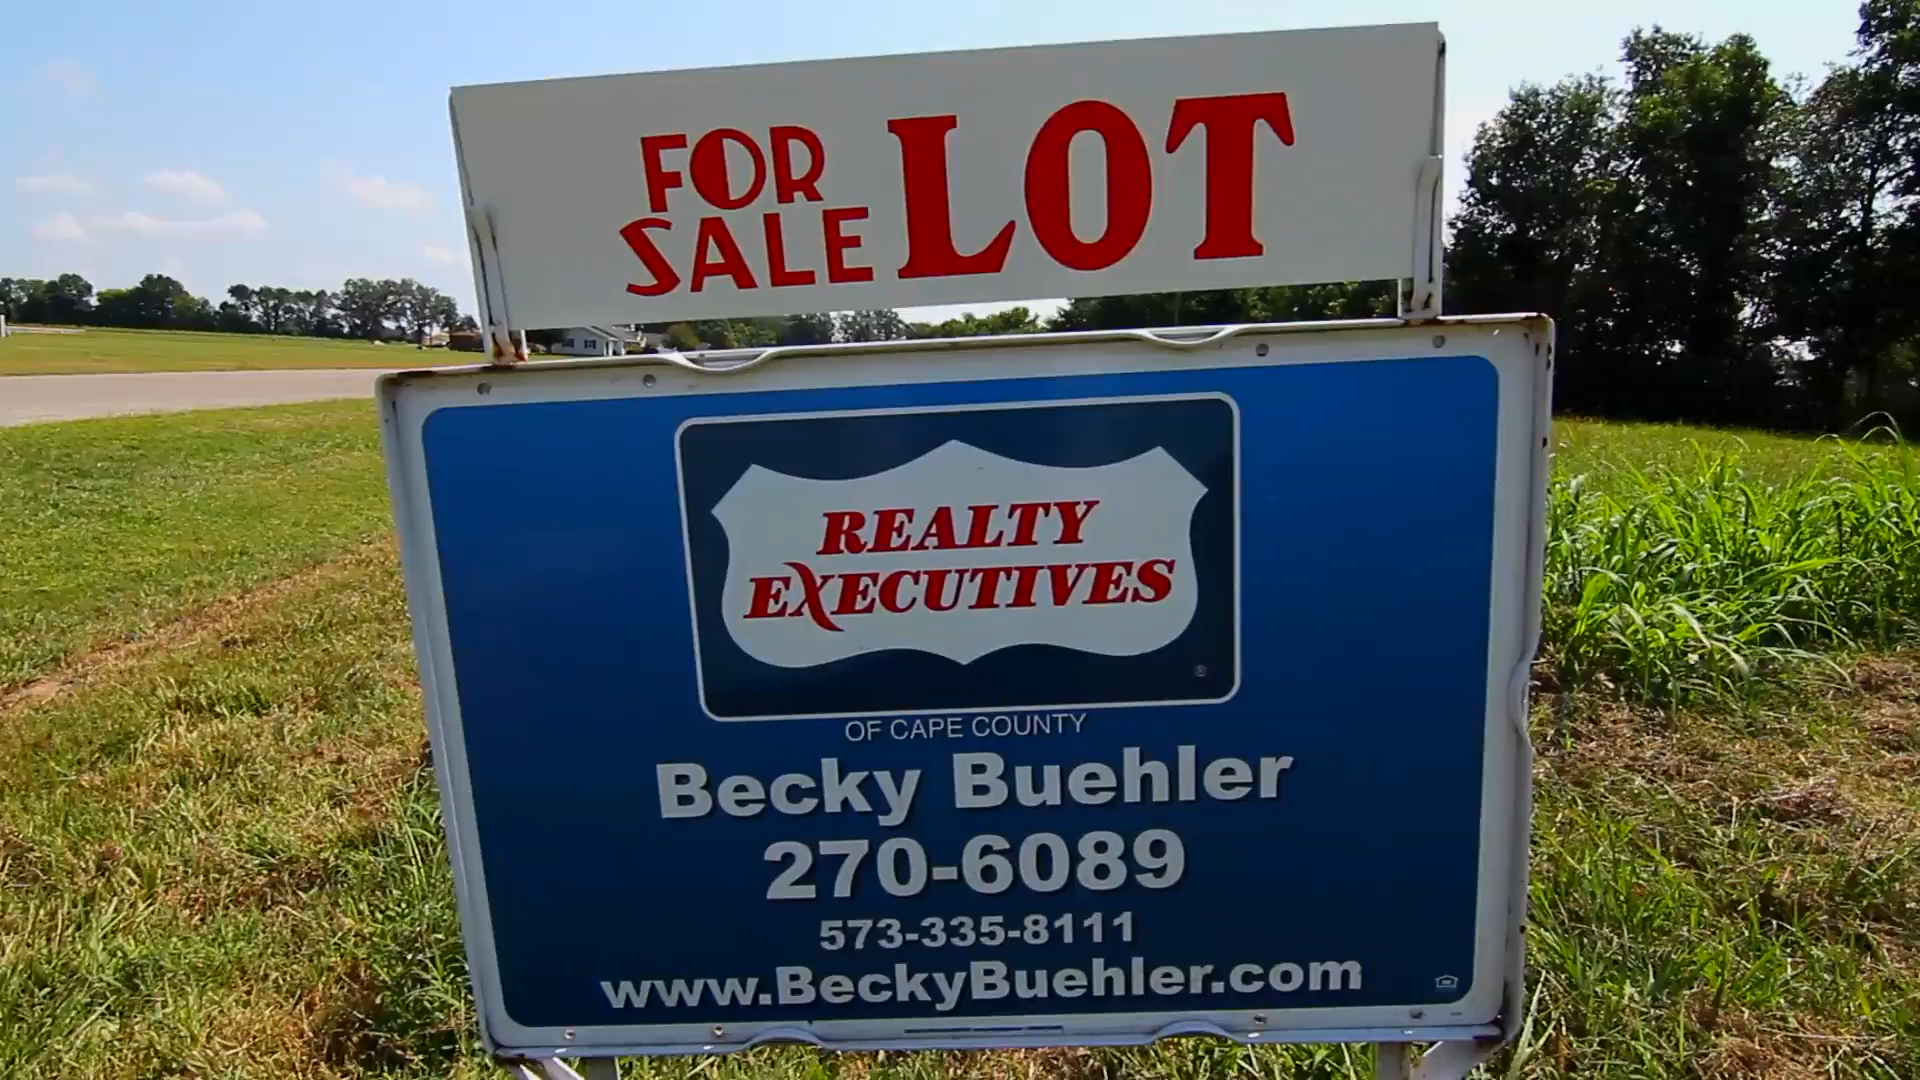 FOR
SALE LOT
REALTY
EXECUTIVES
®
OF CAPE COUNTY
Becky Buehler
270-6089
573-335-8111
www.BeckyBuehler.com